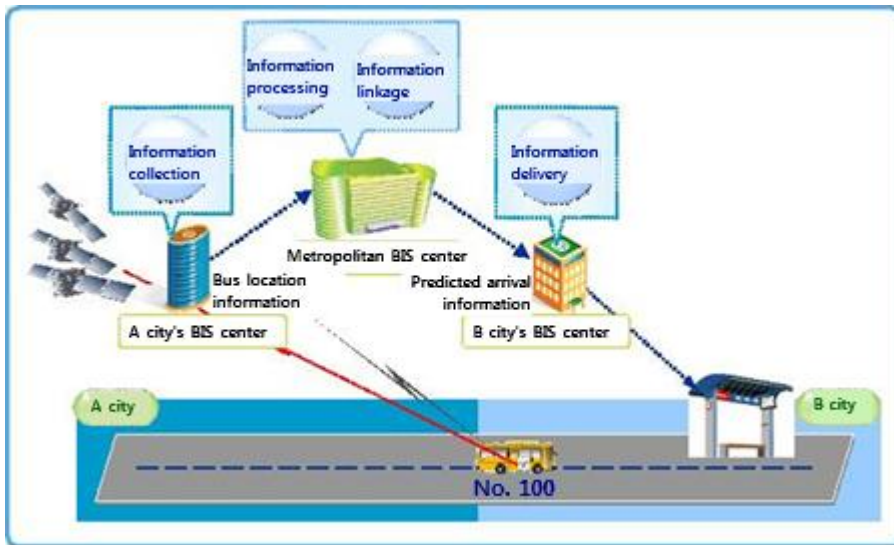 Information
processing
Information
linkage
Information
collection
Information
delivery
Metropolitan BIS center
Bus location
information
Predicted arrival
information
A city's BIS center
B city's BIS center
A city
B city
No. 100